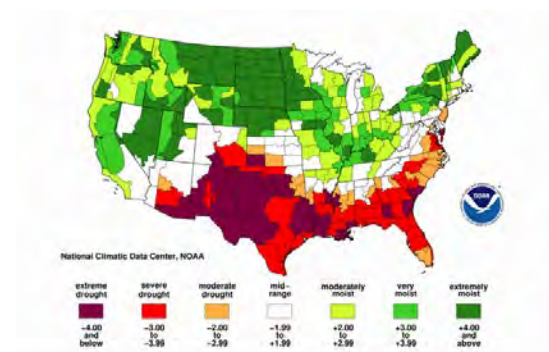 NOAA
National Climatic Data Center, NOAA
extreme drought
severe drought
moderate drought
mid-range
moderately moist
very moist
extremely moist
-4.00 and below
-3.00 to -3.99
-2.00 to -2.99
-1.99 to +1.99
+2.00 to +2.99
+3.00 to +3.99
+4.00 and above